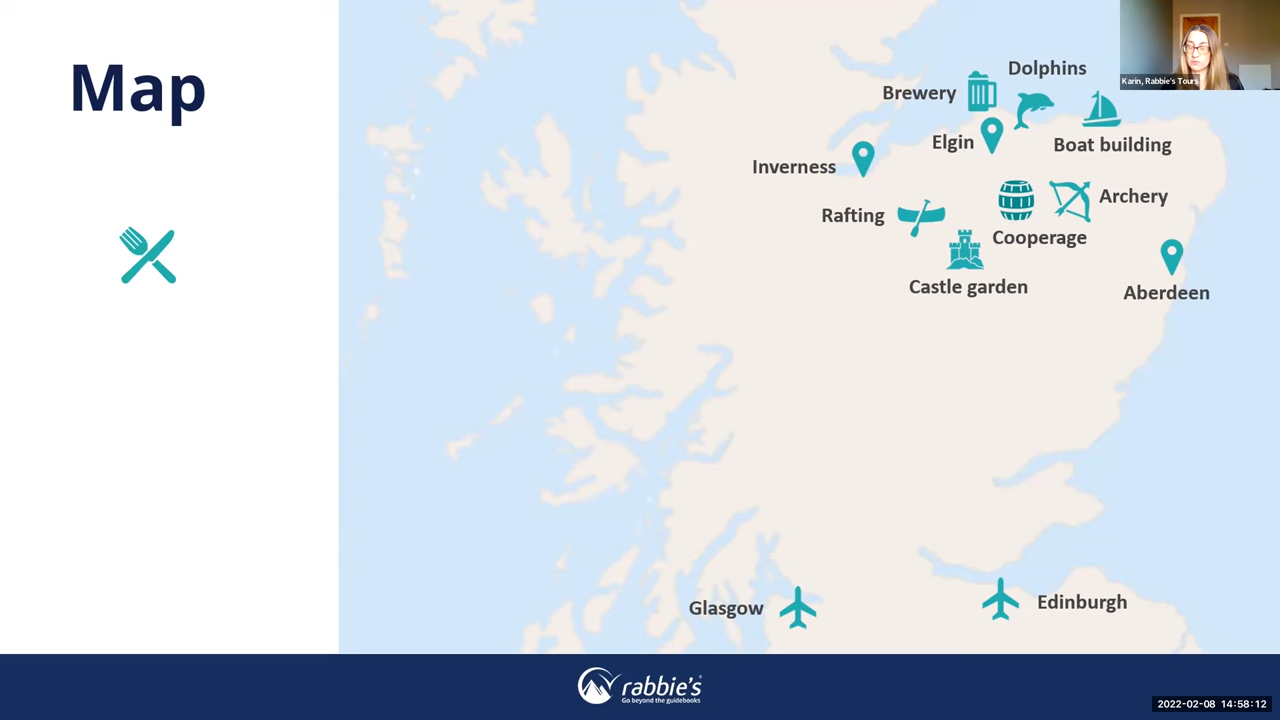 Map
Dolphins
Karin, Rabbie's Tours
Brewery
Elgin
Boat building
Inverness
Archery
Rafting
Cooperage
Castle garden
Aberdeen
Glasgow
Edinburgh
rabbie's
Go beyond the guidebooks
2022-02-08 14:58:12